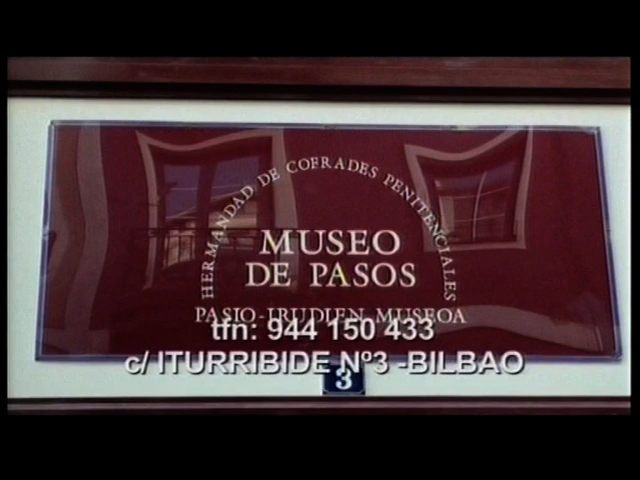 HERMANDAD DE COFRADES PENITENCIALES
MUSEO
DE PASOS
PASIO-IRUDIEN MUSEOA
tfn: 944 150 433
c/ ITURRIBIDE Nº3 -BILBAO
3